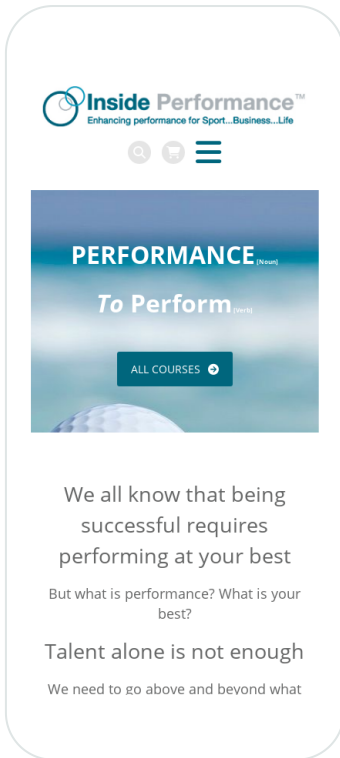 Inside Performance™
Enhancing performance for Sport...Business...Life
PERFORMANCE [Noun]
To Perform [Verb]
ALL COURSES
We all know that being
successful requires
performing at your best
But what is performance? What is your
best?
Talent alone is not enough
We need to go above and beyond what